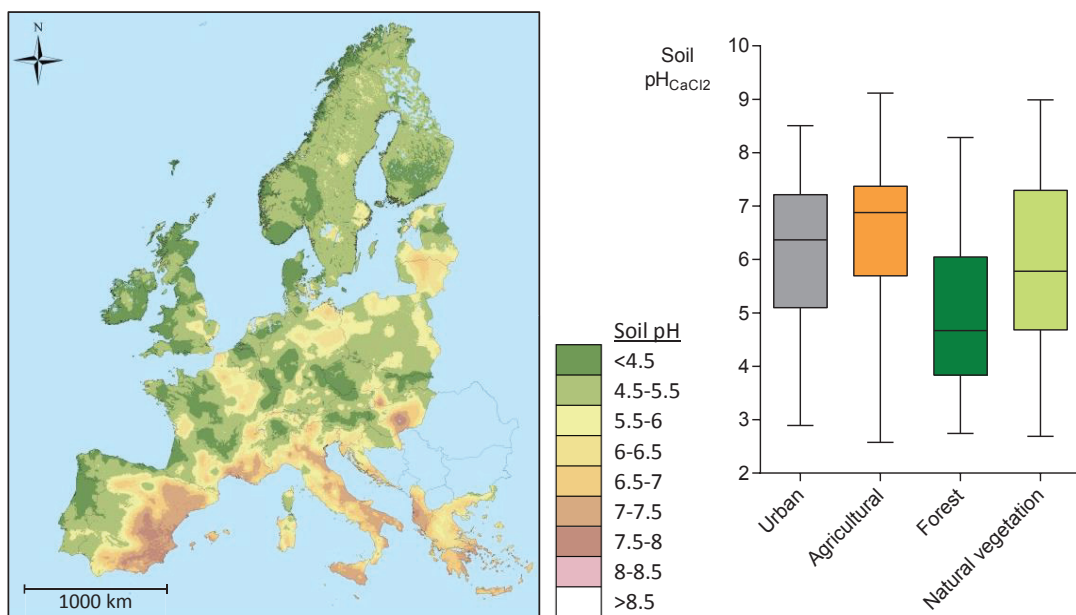 N
1000 km
Soil pH
<4.5
4.5-5.5
5.5-6
6-6.5
6.5-7
7-7.5
7.5-8
8-8.5
>8.5
Soil
pHCaCl2
10
9
8
7
6
5
4
3
2
Urban
Agricultural
Forest
Natural vegetation